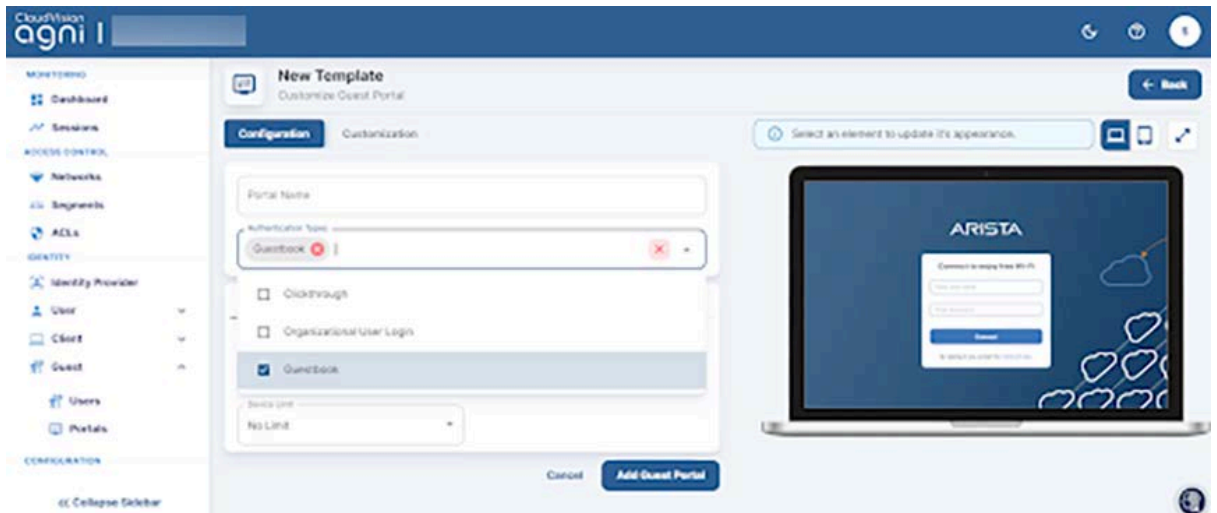 CloudVision
agni |
MONITORING
Dashboard
Sessions
ACCESS CONTROL
Networks
Segments
ACLs
IDENTITY
Identity Provider
User
Client
Guest
Users
Portals
CONFIGURATION
Collapse Sidebar
New Template
Customize Guest Portal
Back
Configuration
Customization
Select an element to update it's appearance.
Portal Name
Authentication Types
Guestbook
Clickthrough
Organizational User Login
Guestbook
Device Limit
No Limit
Cancel
Add Guest Portal
ARISTA
Connect to enjoy free Wi-Fi
Connect